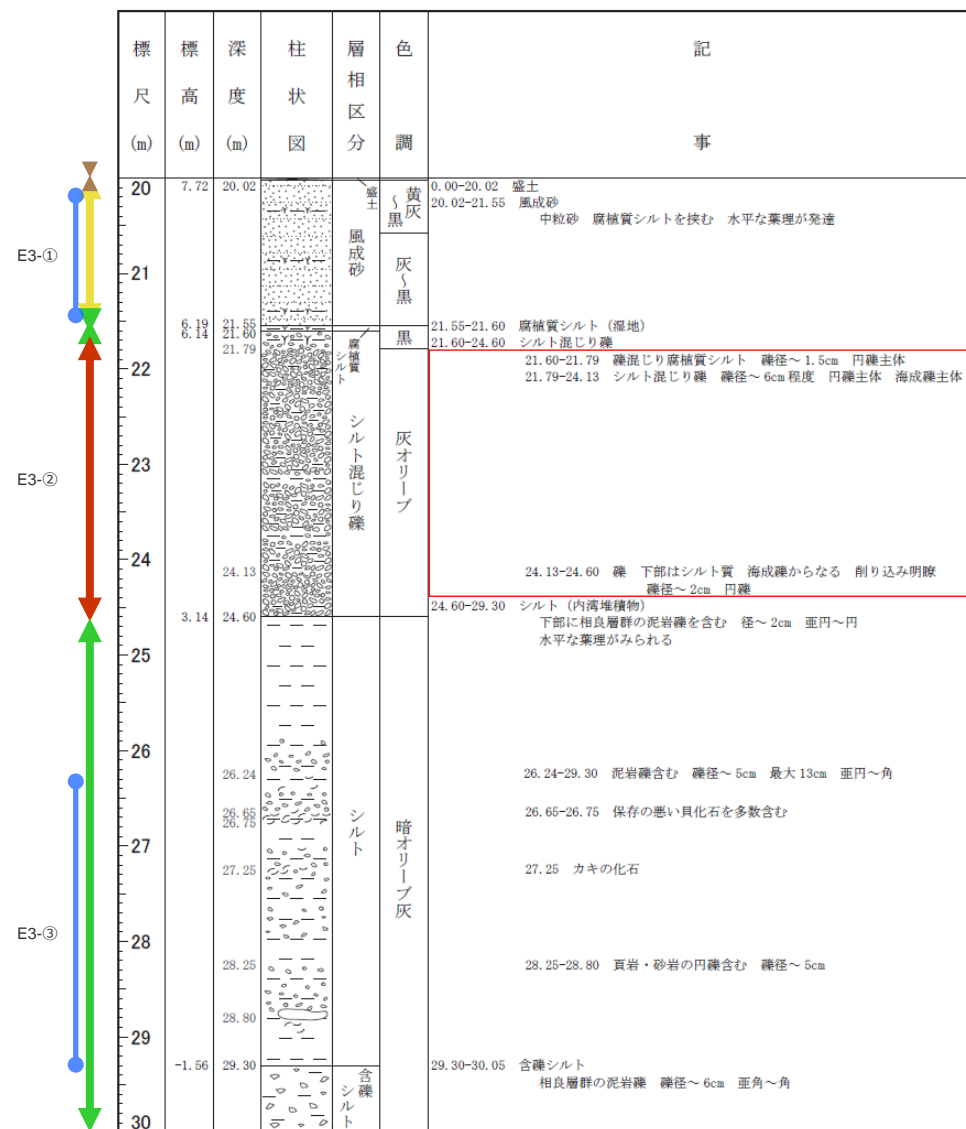 標尺(m)
標高(m)
深度(m)
柱状図
層相区分
色調
記事
E3-①
E3-②
E3-③
20
21
22
23
24
25
26
27
28
29
30
7.72
6.19
6.14
3.14
-1.56
20.02
21.55
21.60
21.79
24.13
24.60
26.24
26.65
26.75
27.25
28.25
28.80
29.30
盛土
風成砂
腐植質シルト
シルト混じり礫
シルト
含礫シルト
黄灰～黒
灰～黒
黒
灰オリーブ
暗オリーブ灰
0.00-20.02 盛土
20.02-21.55 風成砂
中粒砂 腐植質シルトを挟む 水平な葉理が発達
21.55-21.60 腐植質シルト（湿地）
21.60-24.60 シルト混じり礫
21.60-21.79 礫混じり腐植質シルト 礫径～1.5cm 円礫主体
21.79-24.13 シルト混じり礫 礫径～6cm程度 円礫主体 海成礫主体
24.13-24.60 礫 下部はシルト質 海成礫からなる 削り込み明瞭
礫径～2cm 円礫
24.60-29.30 シルト（内湾堆積物）
下部に相良層群の泥岩礫を含む 径～2cm 亜円～円
水平な葉理がみられる
26.24-29.30 泥岩礫含む 礫径～5cm 最大13cm 亜円～角
26.65-26.75 保存の悪い貝化石を多数含む
27.25 カキの化石
28.25-28.80 頁岩・砂岩の円礫含む 礫径～5cm
29.30-30.05 含礫シルト
相良層群の泥岩礫 礫径～6cm 亜角～角